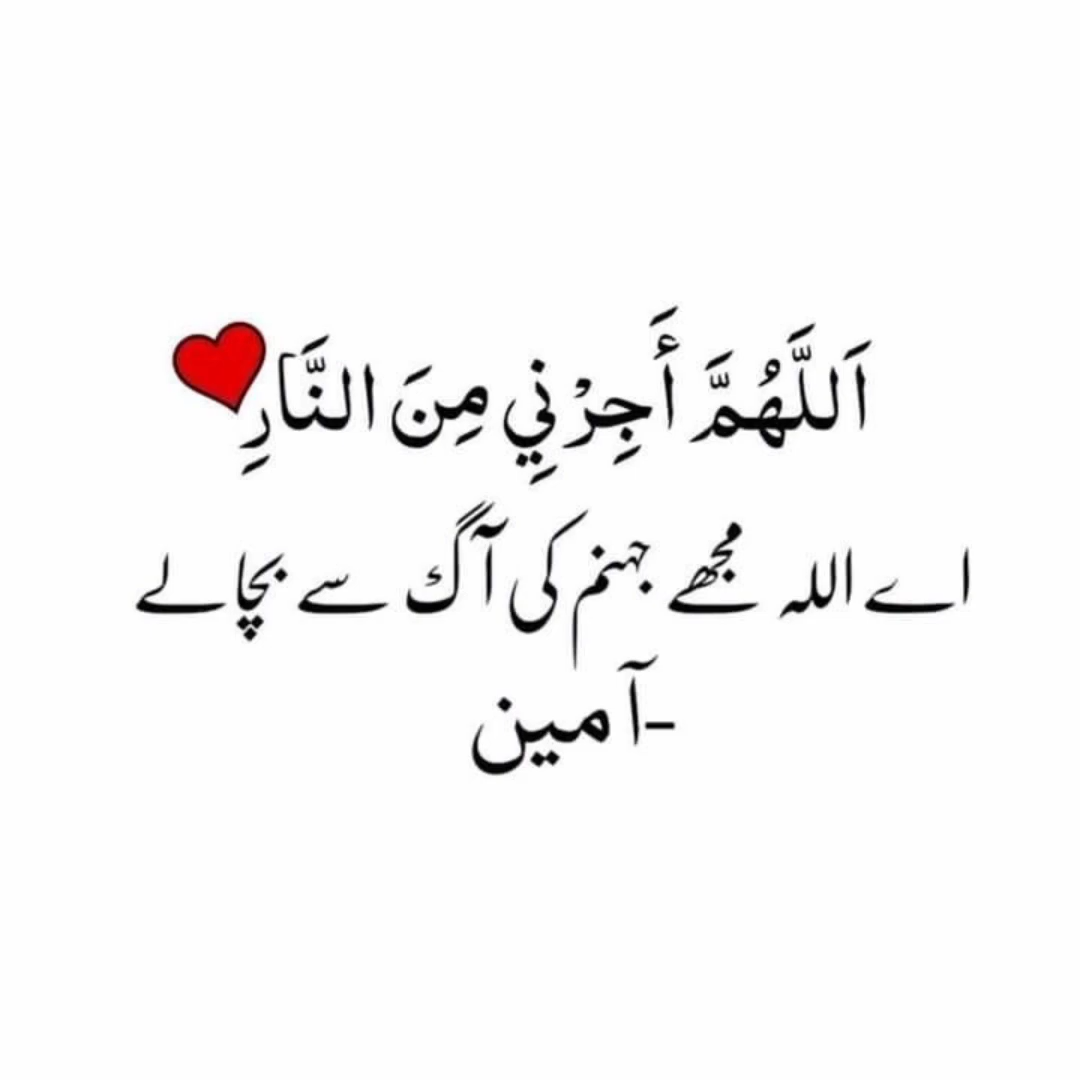 اَللَّهُمَّ أَجِرْنِي مِنَ النَّارِ
اے اللہ مجھے جہنم کی آگ سے بچا لے
-آمین